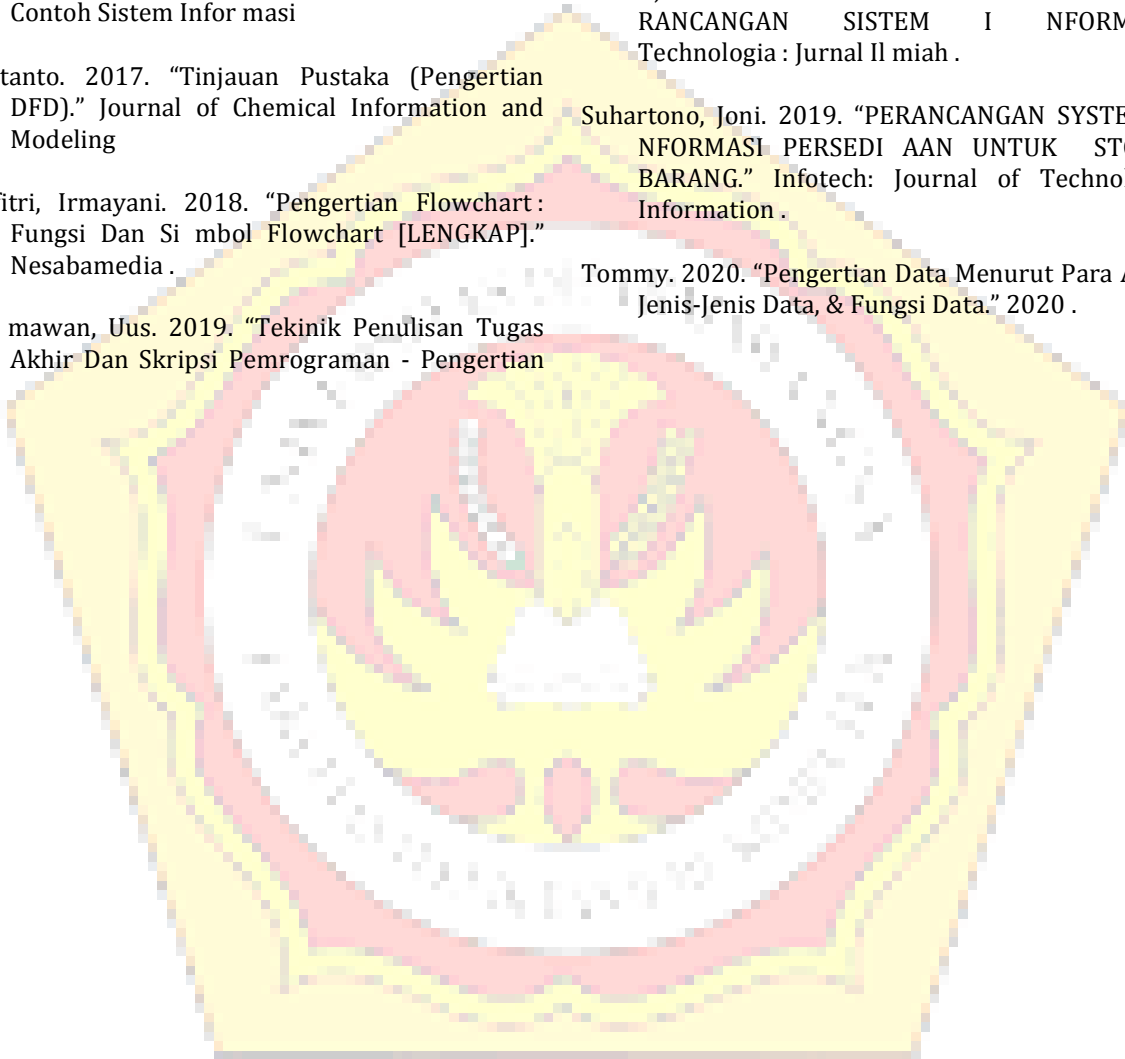 Contoh Sistem Infor masi
tanto. 2017. “Tinjauan Pustaka (Pengertian
DFD).” Journal of Chemical Information and
Modeling
fitri, Irmayani. 2018. “Pengertian Flowchart :
Fungsi Dan Si mbol Flowchart [LENGKAP].”
Nesabamedia .
mawan, Uus. 2019. “Tekinik Penulisan Tugas
Akhir Dan Skripsi Pemrograman - Pengertian
RANCANGAN SISTEM I NFORM
Technologia : Jurnal Il miah .
Suhartono, Joni. 2019. “PERANCANGAN SYSTE
NFORMASI PERSEDI AAN UNTUK STO
BARANG.” Infotech: Journal of Technol
Information .
Tommy. 2020. “Pengertian Data Menurut Para A
Jenis-Jenis Data, & Fungsi Data.” 2020 .